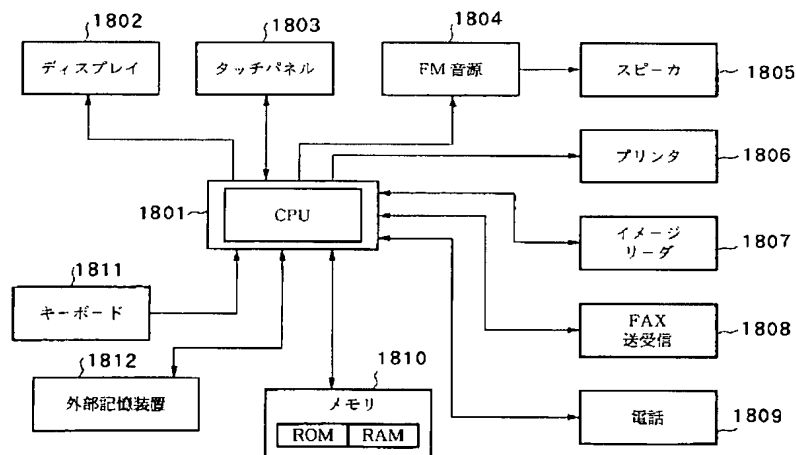 1802
1803
1804
ディスプレイ
タッチパネル
FM音源
スピーカ
1805
プリンタ
1806
1801
CPU
イメージ
リーダ
1807
1811
キーボード
FAX
送受信
1808
1812
外部記憶装置
1810
メモリ
ROM
RAM
電話
1809